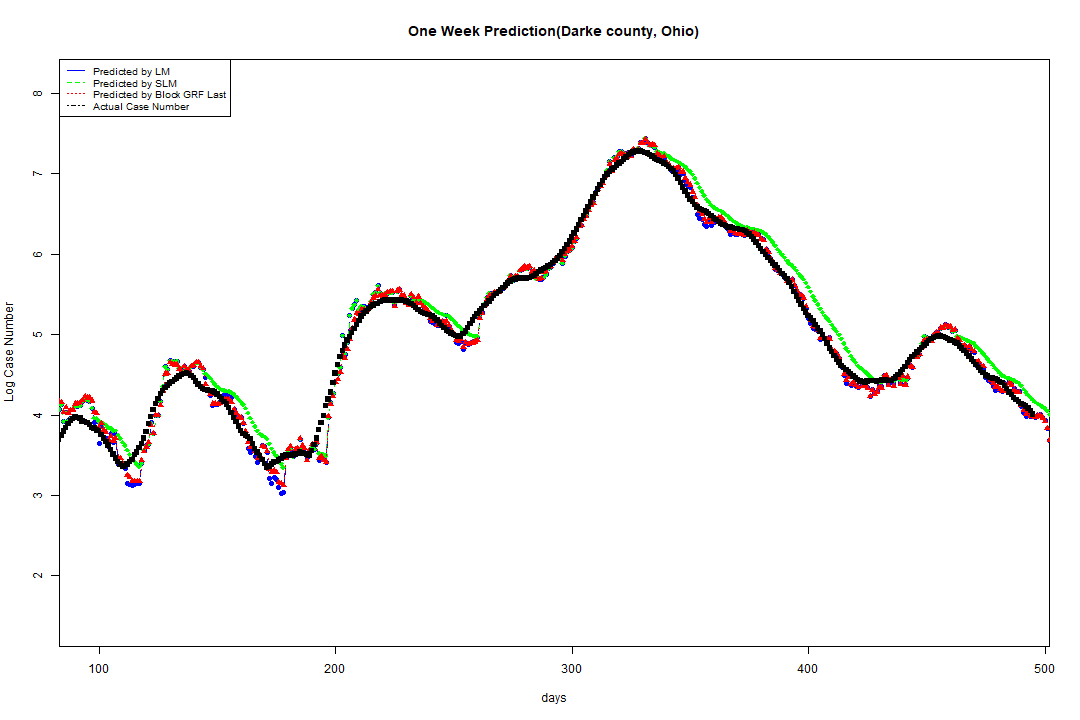 One Week Prediction(Darke county, Ohio)
Predicted by LM
Predicted by SLM
Predicted by Block GRF Last
Actual Case Number
8
7
6
5
4
3
2
Log Case Number
100 200 300 400 500
days